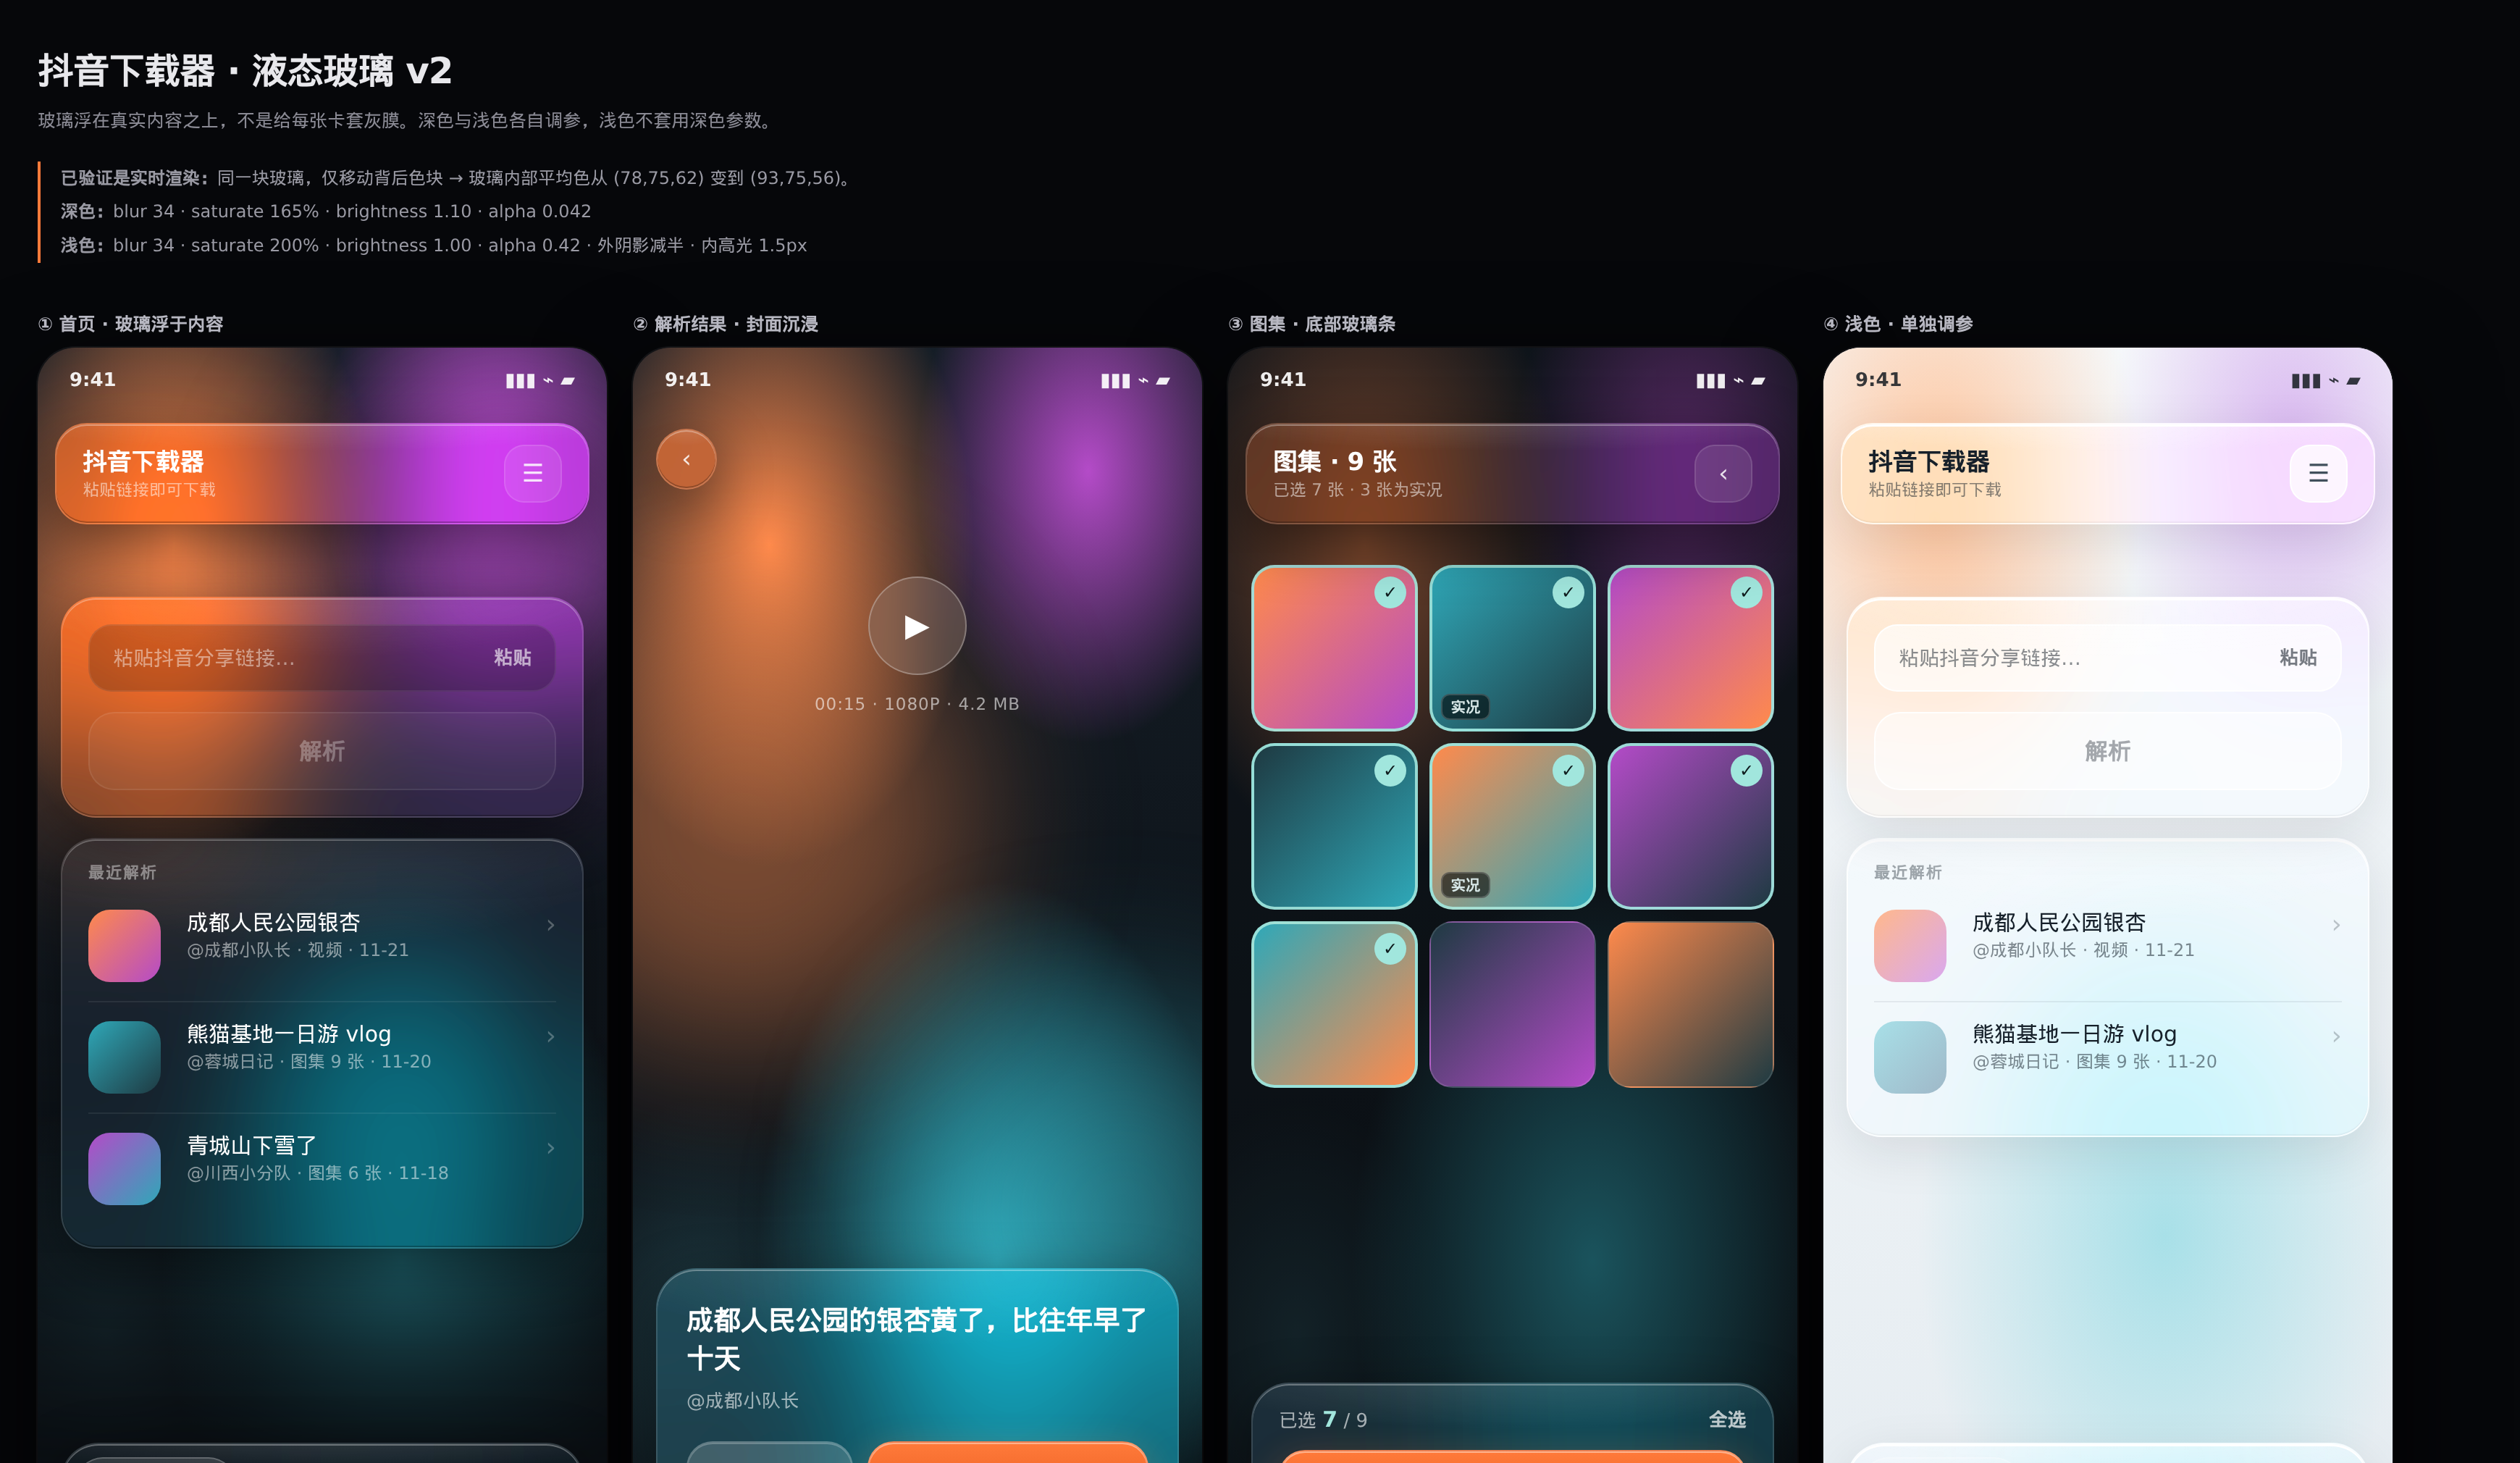 抖音下载器 · 液态玻璃 v2
玻璃浮在真实内容之上，不是给每张卡套灰膜。深色与浅色各自调参，浅色不套用深色参数。
已验证是实时渲染：同一块玻璃，仅移动背后色块 → 玻璃内部平均色从 (78,75,62) 变到 (93,75,56)。
深色：blur 34 · saturate 165% · brightness 1.10 · alpha 0.042
浅色：blur 34 · saturate 200% · brightness 1.00 · alpha 0.42 · 外阴影减半 · 内高光 1.5px
① 首页 · 玻璃浮于内容
9:41
抖音下载器
粘贴链接即可下载
粘贴抖音分享链接…
粘贴
解析
最近解析
成都人民公园银杏
@成都小队长 · 视频 · 11-21
熊猫基地一日游 vlog
@蓉城日记 · 图集 9 张 · 11-20
青城山下雪了
@川西小分队 · 图集 6 张 · 11-18
② 解析结果 · 封面沉浸
9:41
00:15 · 1080P · 4.2 MB
成都人民公园的银杏黄了，比往年早了
十天
@成都小队长
③ 图集 · 底部玻璃条
9:41
图集 · 9 张
已选 7 张 · 3 张为实况
实况
实况
已选 7 / 9
全选
④ 浅色 · 单独调参
9:41
抖音下载器
粘贴链接即可下载
粘贴抖音分享链接…
粘贴
解析
最近解析
成都人民公园银杏
@成都小队长 · 视频 · 11-21
熊猫基地一日游 vlog
@蓉城日记 · 图集 9 张 · 11-20